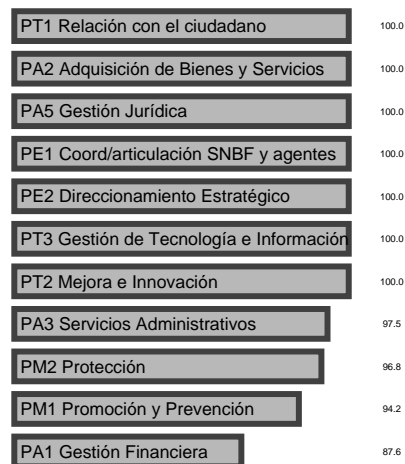 PT1 Relación con el ciudadano 100.0
PA2 Adquisición de Bienes y Servicios 100.0
PA5 Gestión Jurídica 100.0
PE1 Coord/articulación SNBF y agentes 100.0
PE2 Direccionamiento Estratégico 100.0
PT3 Gestión de Tecnología e Información 100.0
PT2 Mejora e Innovación 100.0
PA3 Servicios Administrativos 97.5
PM2 Protección 96.8
PM1 Promoción y Prevención 94.2
PA1 Gestión Financiera 87.6